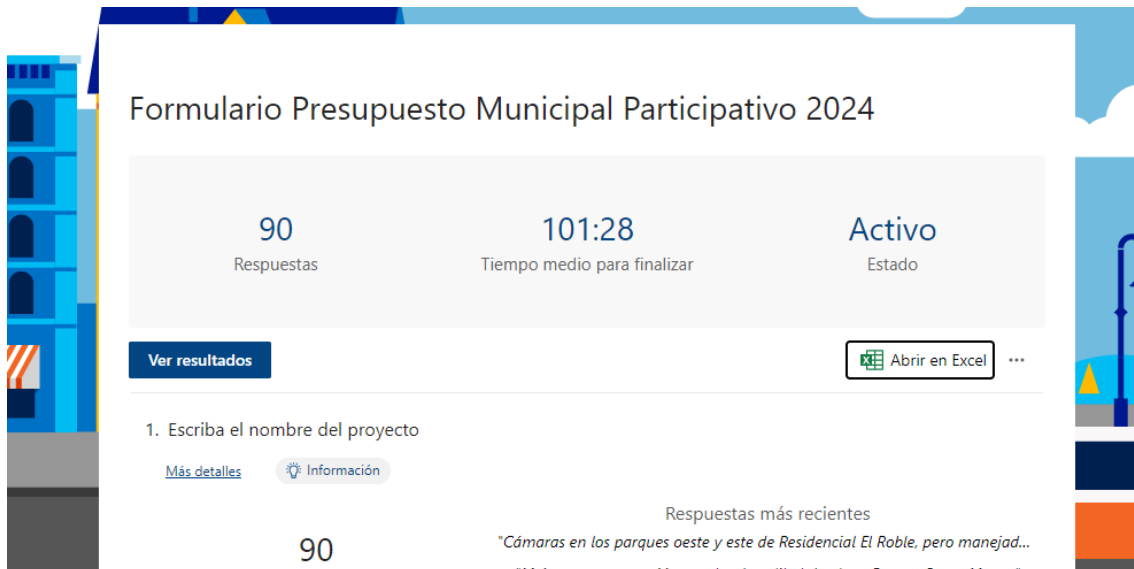 Formulario Presupuesto Municipal Participativo 2024
90
Respuestas
101:28
Tiempo medio para finalizar
Activo
Estado
Ver resultados
Abrir en Excel
1. Escriba el nombre del proyecto
Más detalles
Información
90
Respuestas más recientes
"Cámaras en los parques oeste y este de Residencial El Roble, pero manejad...